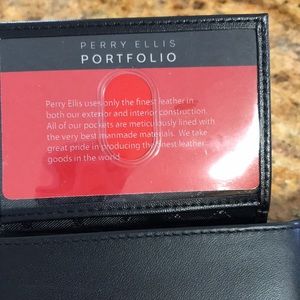 PERRY ELLIS
PORTFOLIO
Perry Ellis uses only the finest leather in
both our exterior and interior construction.
All of our pockets are meticulously lined with
the very best manmade materials. We take
great pride in producing the finest leather
goods in the world